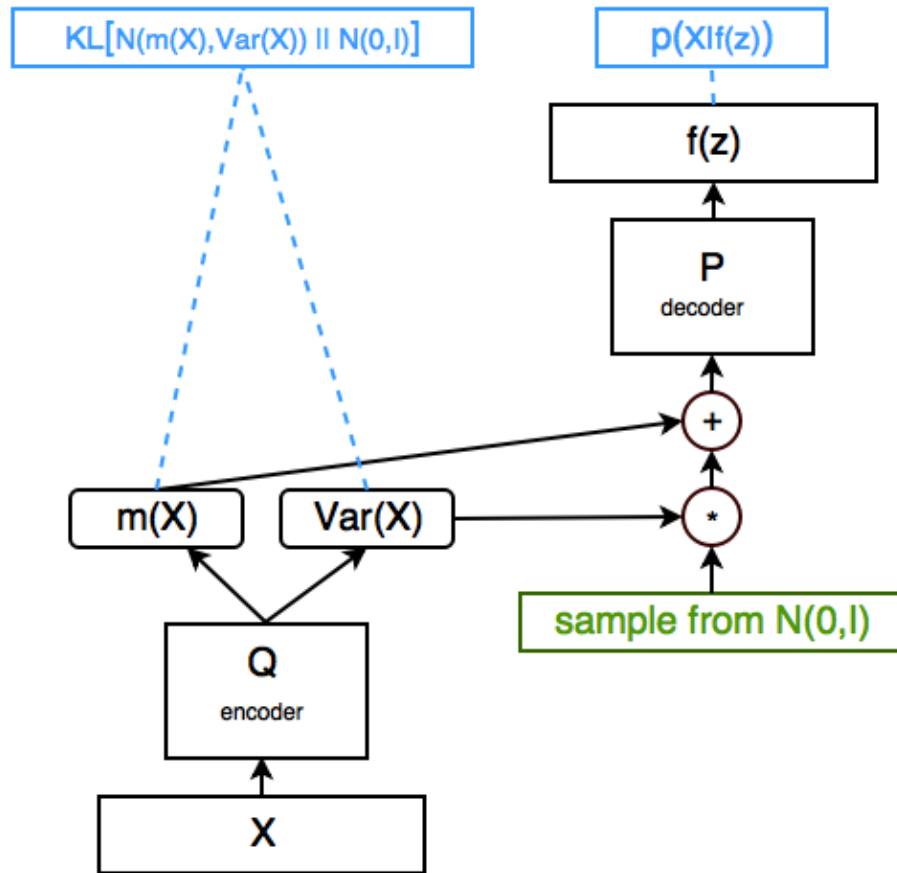 KL[N(m(X),Var(X)) || N(0,I)]
p(X|f(z))
f(z)
P
decoder
+
m(X)
Var(X)
*
sample from N(0,I)
Q
encoder
X